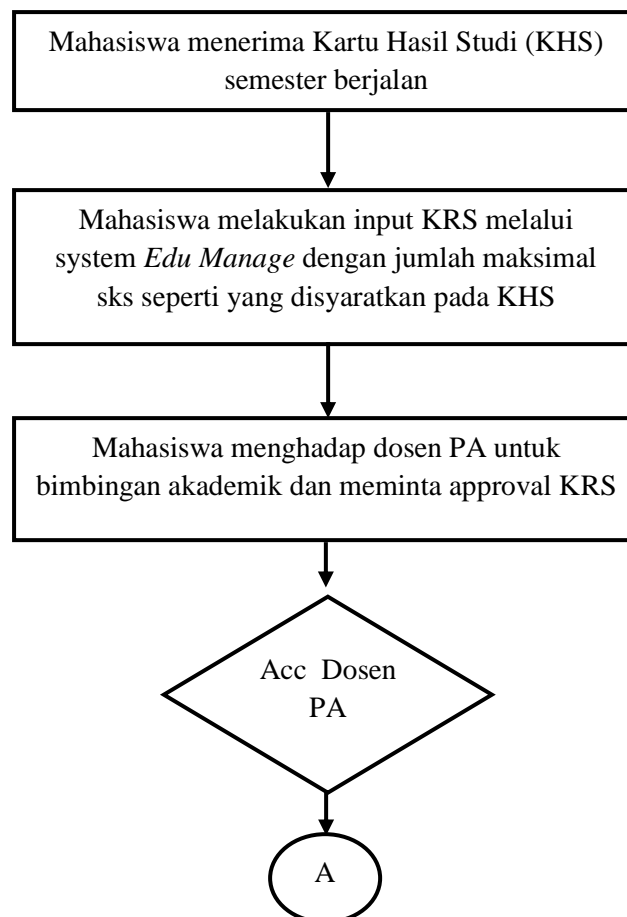 Mahasiswa menerima Kartu Hasil Studi (KHS)
semester berjalan
Mahasiswa melakukan input KRS melalui
system Edu Manage dengan jumlah maksimal
sks seperti yang disyaratkan pada KHS
Mahasiswa menghadap dosen PA untuk
bimbingan akademik dan meminta approval KRS
Acc Dosen
PA
A